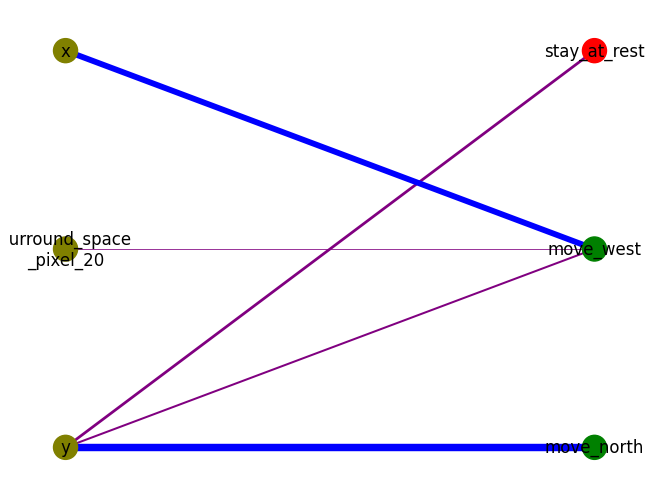 x
stay_at_rest
urround_space
_pixel_20
move_west
y
move_north